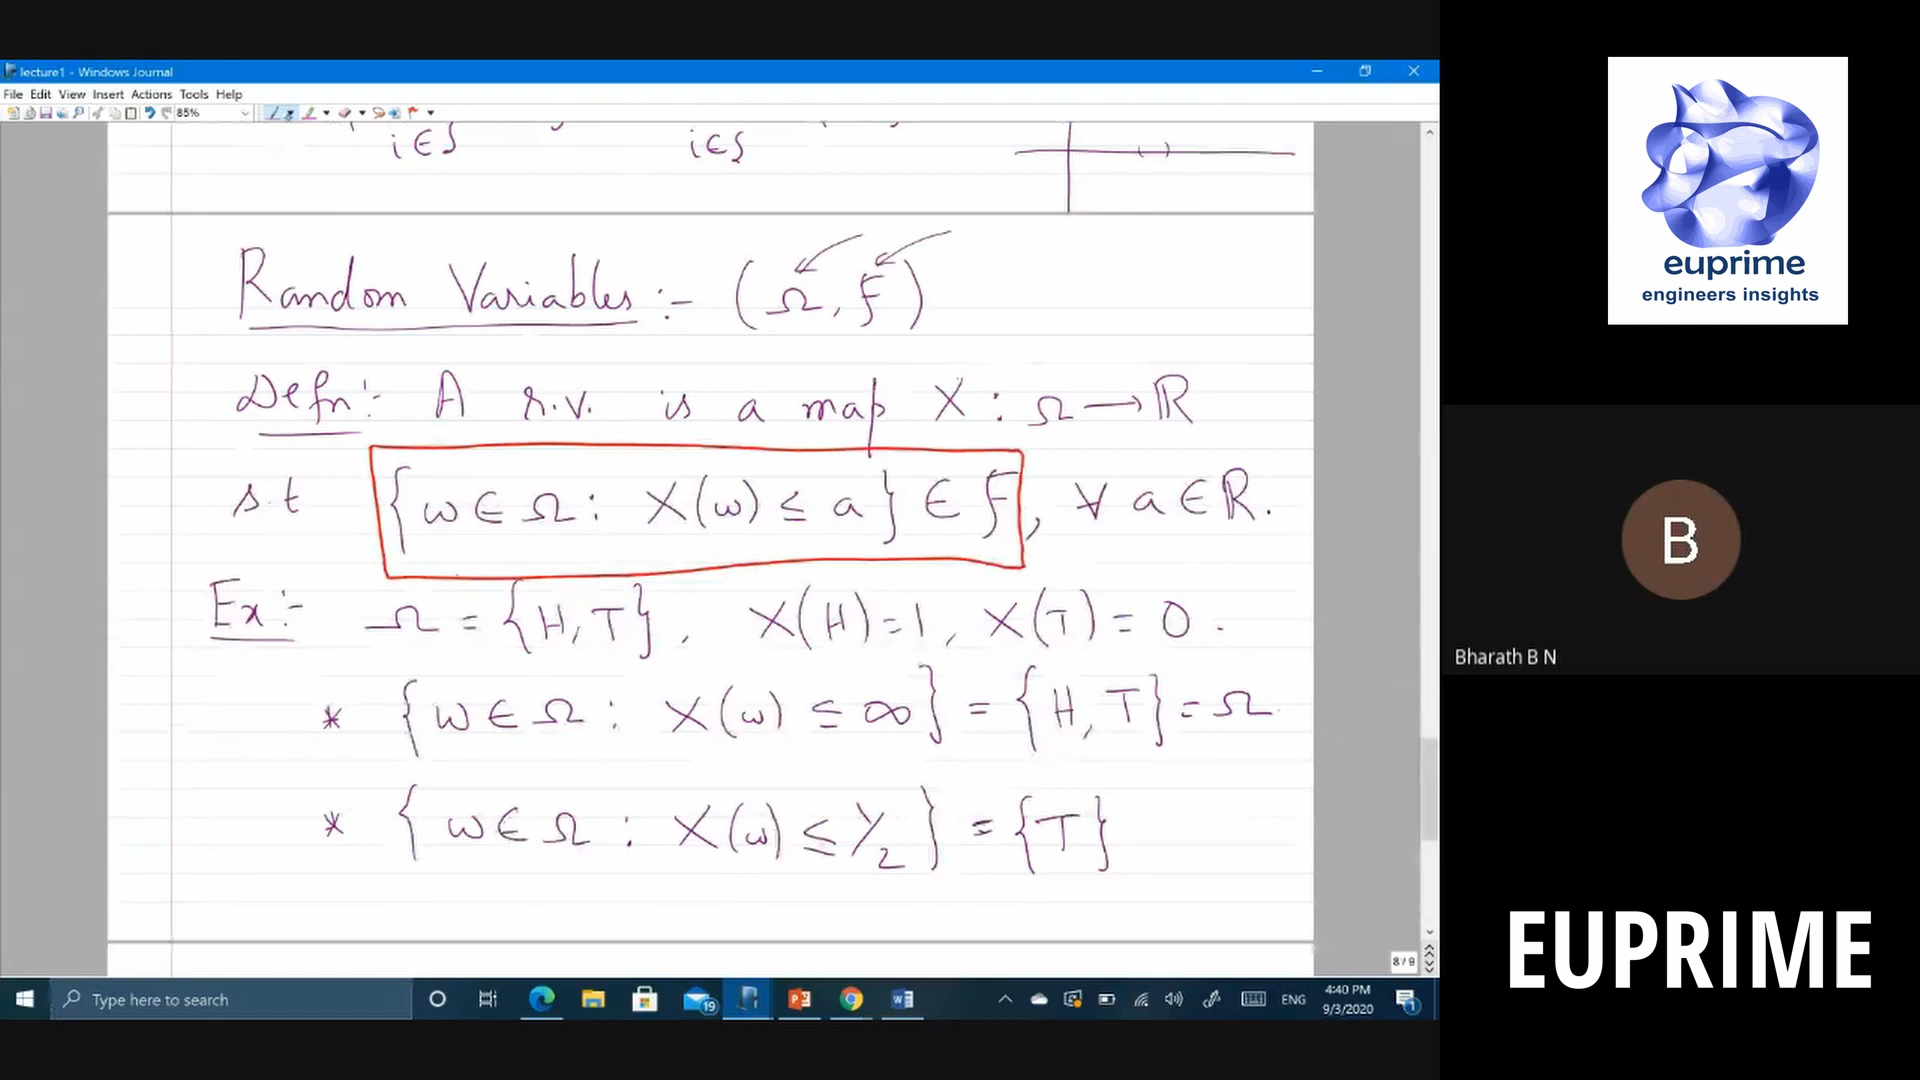 lecture1 - Windows Journal
File Edit View Insert Actions Tools Help
85%
i∈S i∈S
Random Variables :- (Ω, F)
Defn:- A r.v. is a map X : Ω → ℝ
s.t {ω ∈ Ω : X(ω) ≤ a} ∈ F, ∀ a ∈ ℝ.
Ex:- Ω = {H, T}, X(H) = 1, X(T) = 0.
* {ω ∈ Ω : X(ω) ≤ ∞} = {H, T} = Ω
* {ω ∈ Ω : X(ω) ≤ 1/2} = {T}
8 / 9
Type here to search
19
ENG
4:40 PM
9/3/2020
1
euprime
engineers insights
B
Bharath B N
EUPRIME